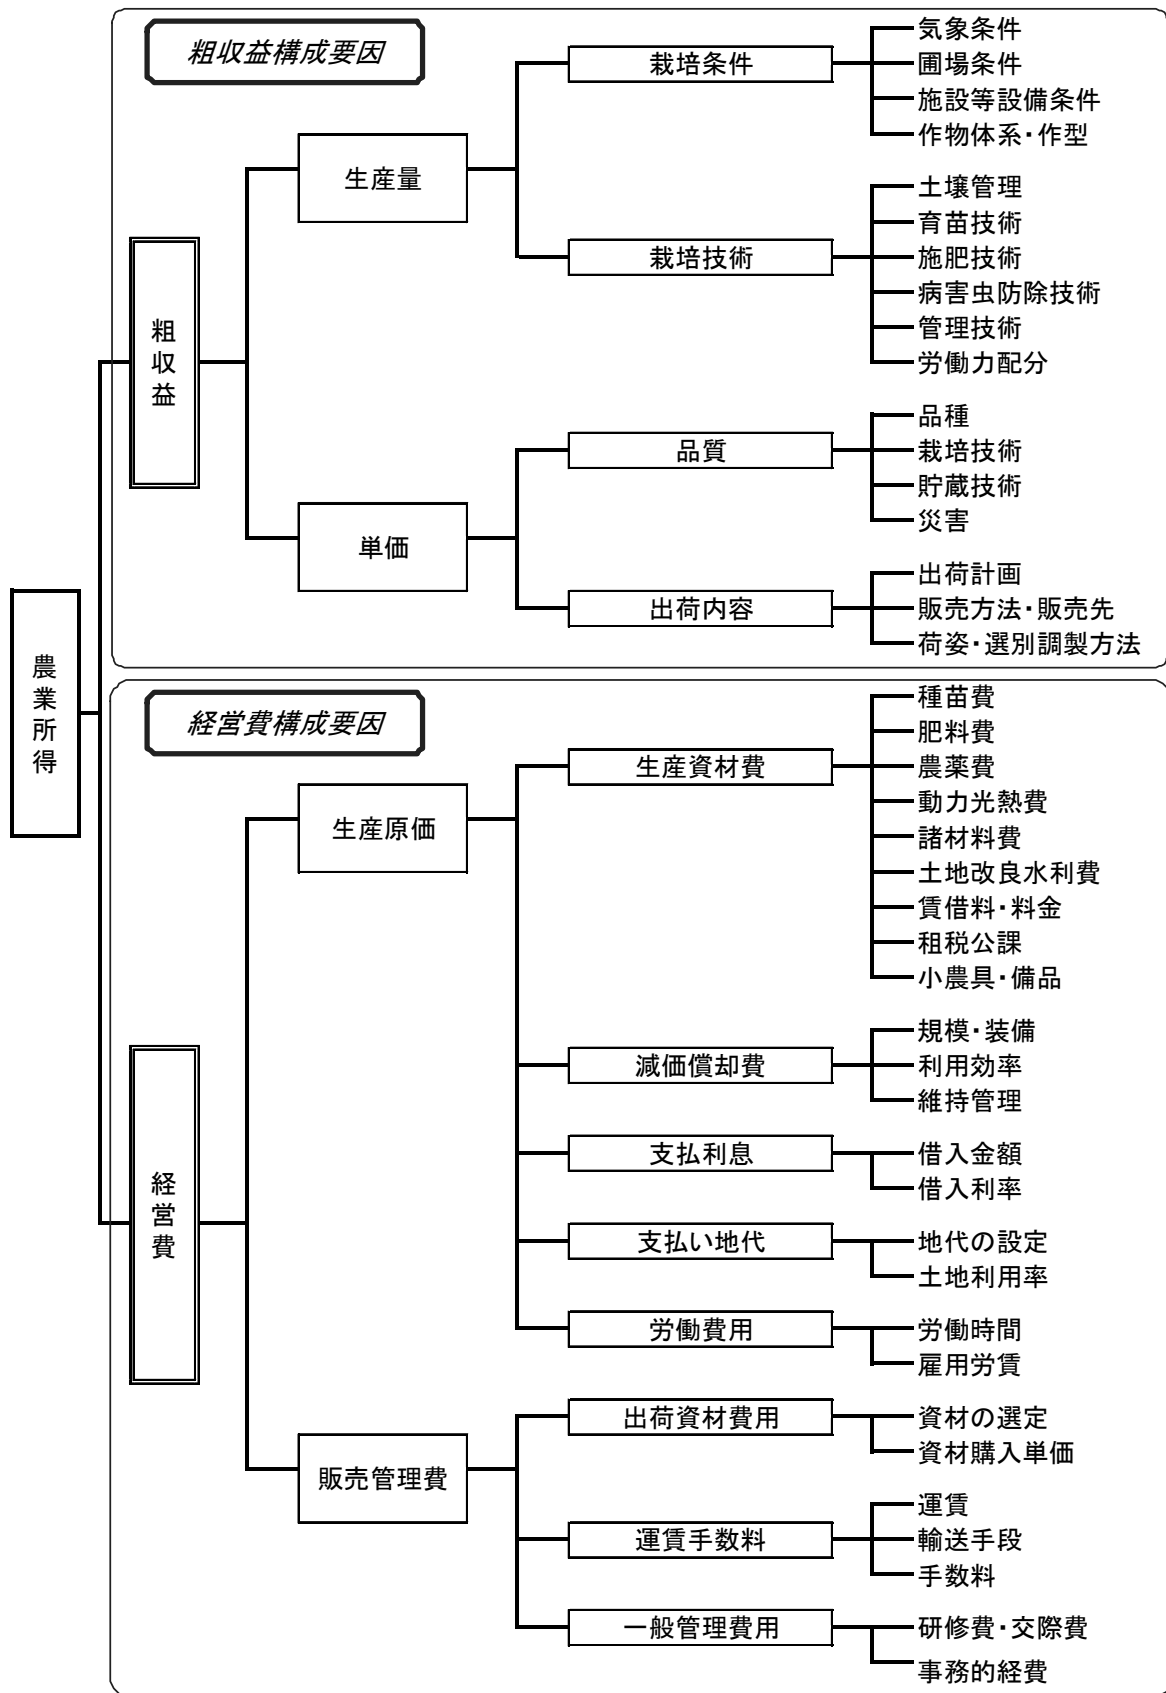 粗収益構成要因
農業所得
粗収益
生産量
栽培条件
気象条件
圃場条件
施設等設備条件
作物体系・作型
栽培技術
土壌管理
育苗技術
施肥技術
病害虫防除技術
管理技術
労働力配分
単価
品質
品種
栽培技術
貯蔵技術
災害
出荷内容
出荷計画
販売方法・販売先
荷姿・選別調製方法
経営費構成要因
経営費
生産原価
生産資材費
種苗費
肥料費
農薬費
動力光熱費
諸材料費
土地改良水利費
賃借料・料金
租税公課
小農具・備品
減価償却費
規模・装備
利用効率
維持管理
支払利息
借入金額
借入利率
支払い地代
地代の設定
土地利用率
労働費用
労働時間
雇用労賃
販売管理費
出荷資材費用
資材の選定
資材購入単価
運賃手数料
運賃
輸送手段
手数料
一般管理費用
研修費・交際費
事務的経費